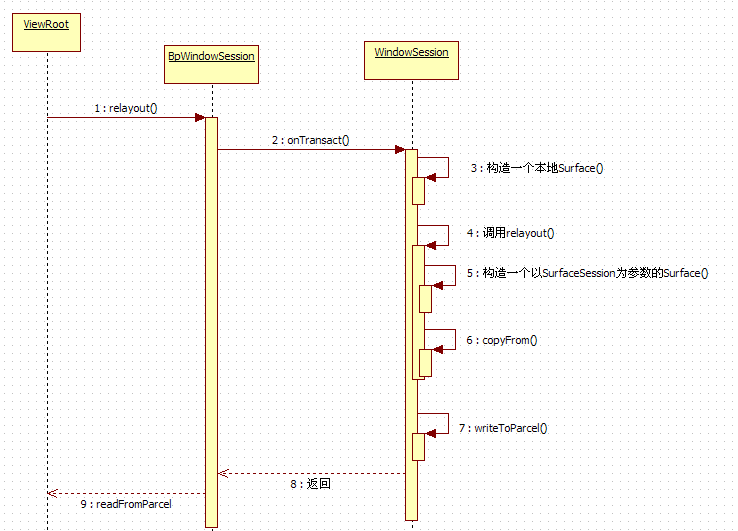 ViewRoot
BpWindowSession
WindowSession
1 : relayout()
2 : onTransact()
3 : 构造一个本地Surface()
4 : 调用relayout()
5 : 构造一个以SurfaceSession为参数的Surface()
6 : copyFrom()
7 : writeToParcel()
8 : 返回
9 : readFromParcel